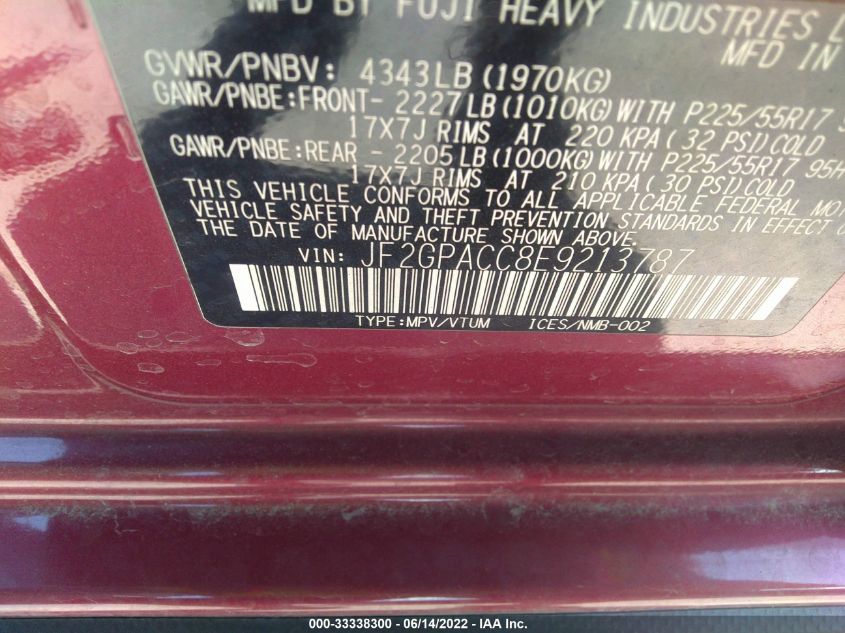 MFD BY FUJI HEAVY INDUSTRIES
MFD IN
GVWR/PNBV: 4343LB (1970KG)
GAWR/PNBE:FRONT- 2227LB(1010KG)WITH P225/55R17
17X7J RIMS AT 220 KPA(32 PSI)COLD
GAWR/PNBE:REAR - 2205LB(1000KG)WITH P225/55R17 95H
17X7J RIMS AT 210 KPA(30 PSI)COLD
THIS VEHICLE CONFORMS TO ALL APPLICABLE FEDERAL
VEHICLE SAFETY AND THEFT PREVENTION STANDARDS IN EFFECT
THE DATE OF MANUFACTURE SHOWN ABOVE.
VIN: JF2GPACC8E9213787
TYPE:MPV/VTUM ICES/NMB-002
000-33338300 - 06/14/2022 - IAA Inc.